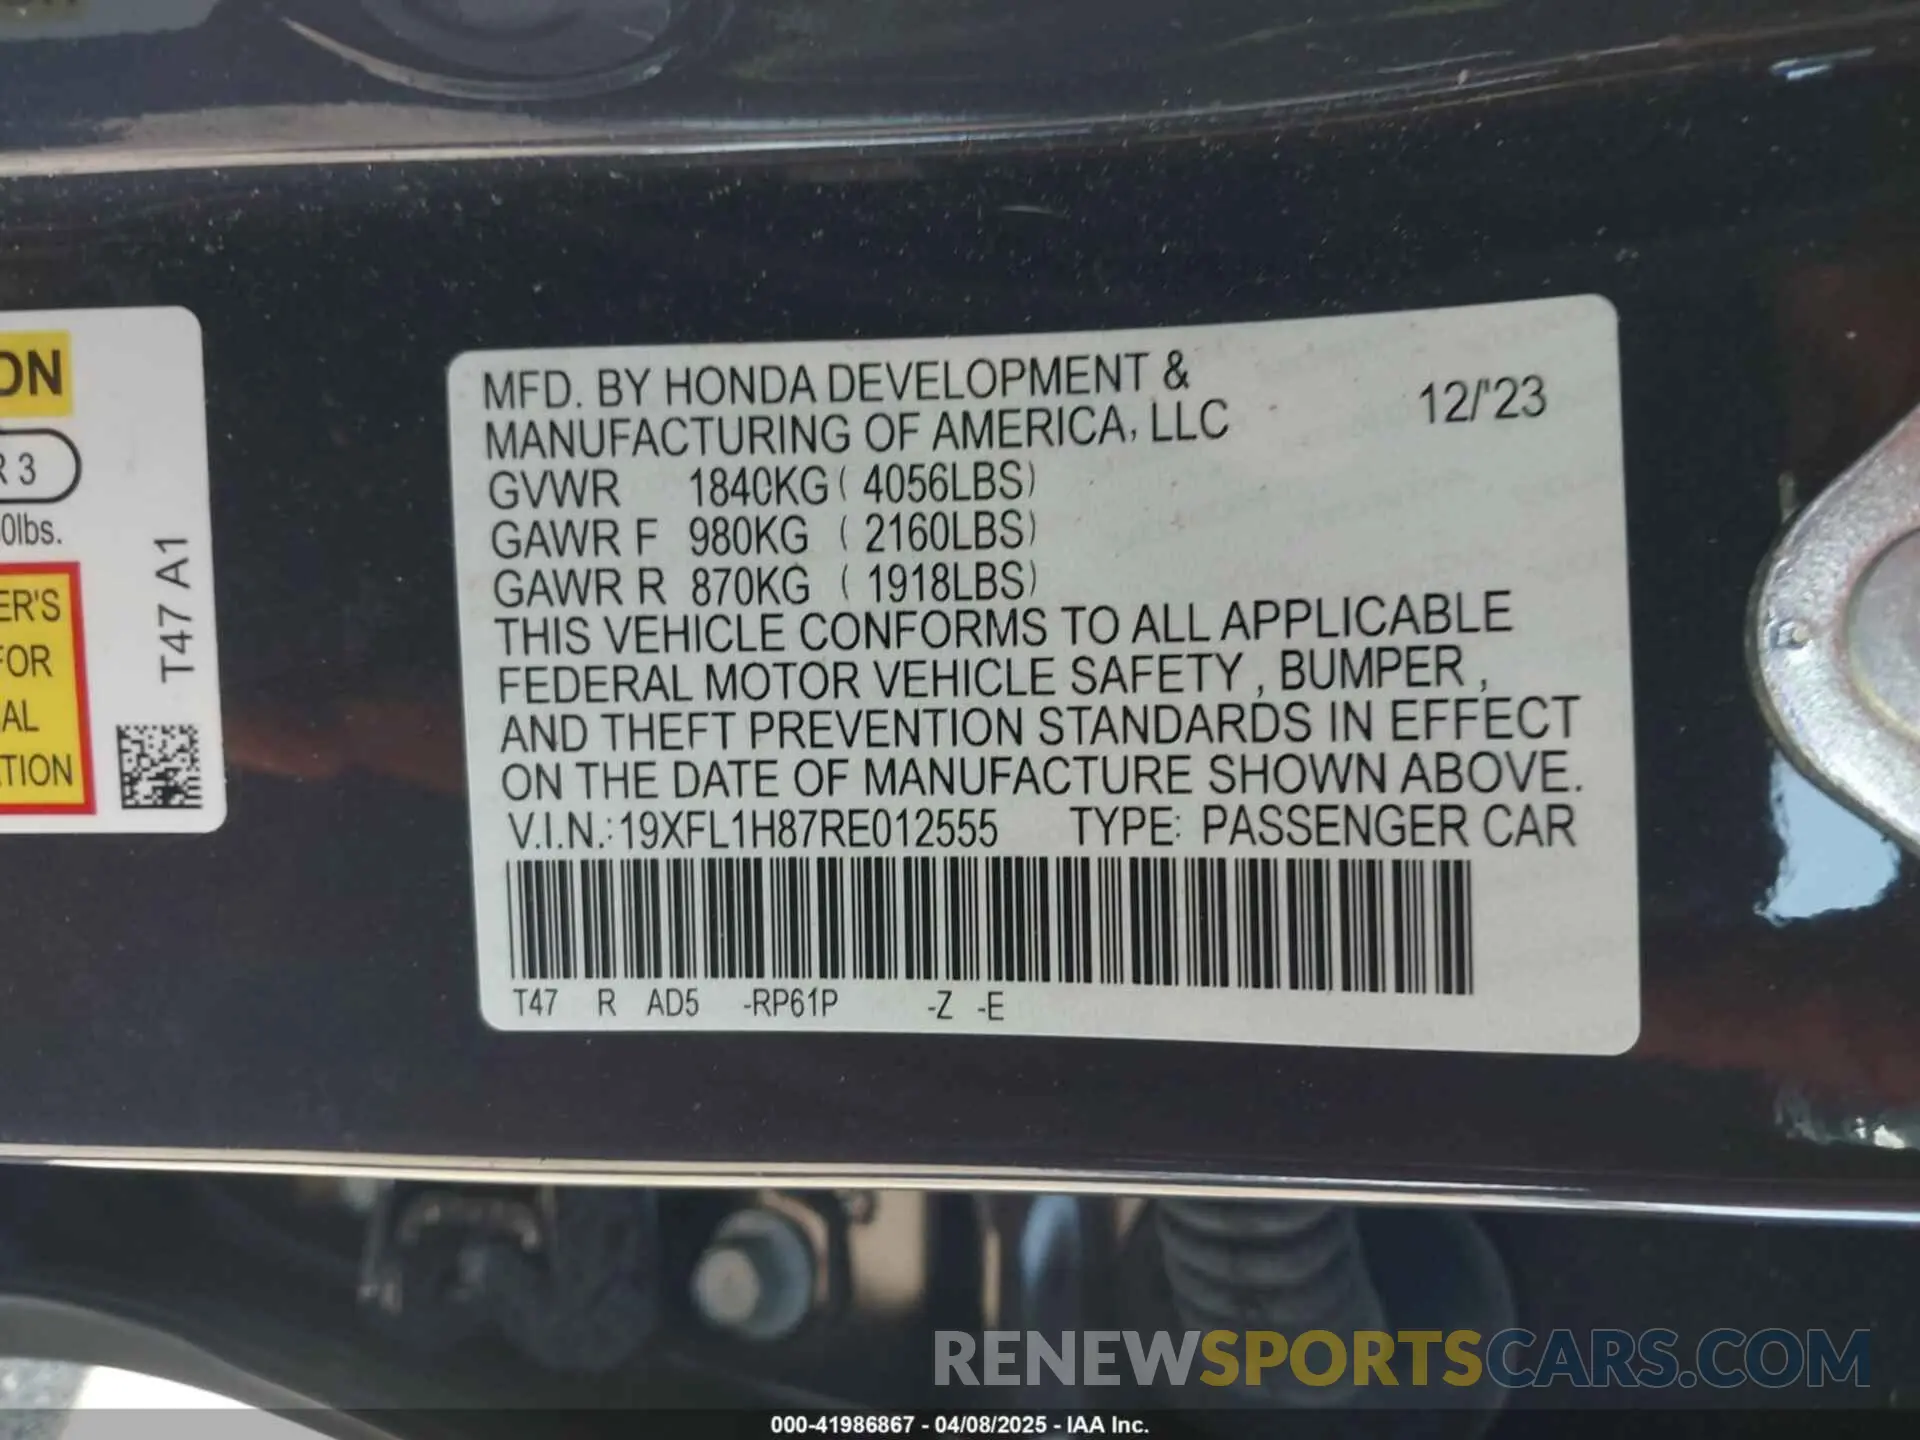 ON
R 3
0lbs.
ER'S
FOR
AL
TION
T47 A1
MFD. BY HONDA DEVELOPMENT &
MANUFACTURING OF AMERICA, LLC
12/'23
GVWR 1840KG ( 4056LBS)
GAWR F 980KG ( 2160LBS)
GAWR R 870KG ( 1918LBS)
THIS VEHICLE CONFORMS TO ALL APPLICABLE
FEDERAL MOTOR VEHICLE SAFETY , BUMPER ,
AND THEFT PREVENTION STANDARDS IN EFFECT
ON THE DATE OF MANUFACTURE SHOWN ABOVE.
V.I.N.: 19XFL1H87RE012555 TYPE: PASSENGER CAR
T47 R AD5 -RP61P -Z -E
RENEWSPORTSCARS.COM
000-41986867 - 04/08/2025 - IAA Inc.